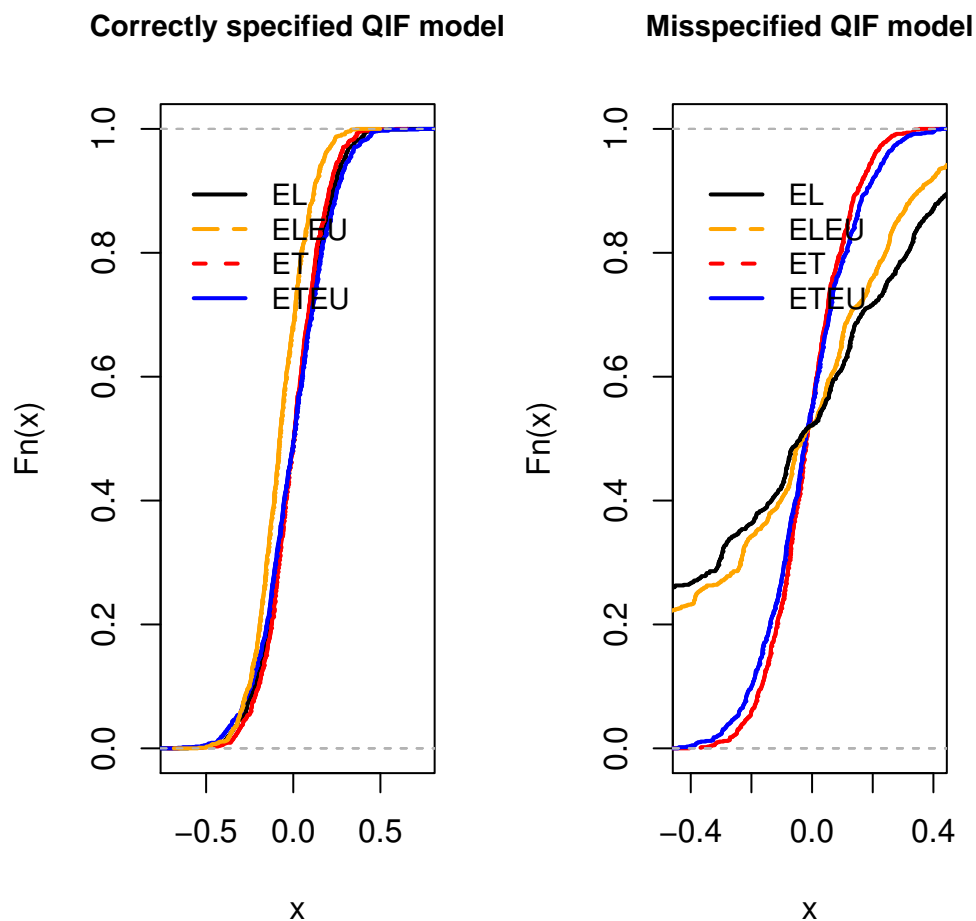 Correctly specified QIF model
Fn(x)
1.0
0.8
0.6
0.4
0.2
0.0
EL
ELEU
ET
ETEU
−0.5 0.0 0.5
x
Misspecified QIF model
Fn(x)
1.0
0.8
0.6
0.4
0.2
0.0
EL
ELEU
ET
ETEU
−0.4 0.0 0.4
x